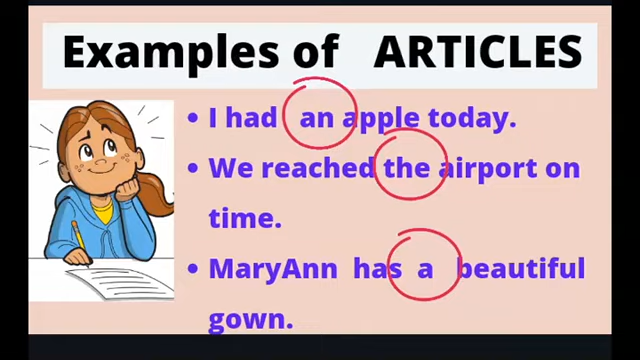 Examples of ARTICLES
• I had an apple today.
• We reached the airport on
time.
• MaryAnn has a beautiful
gown.